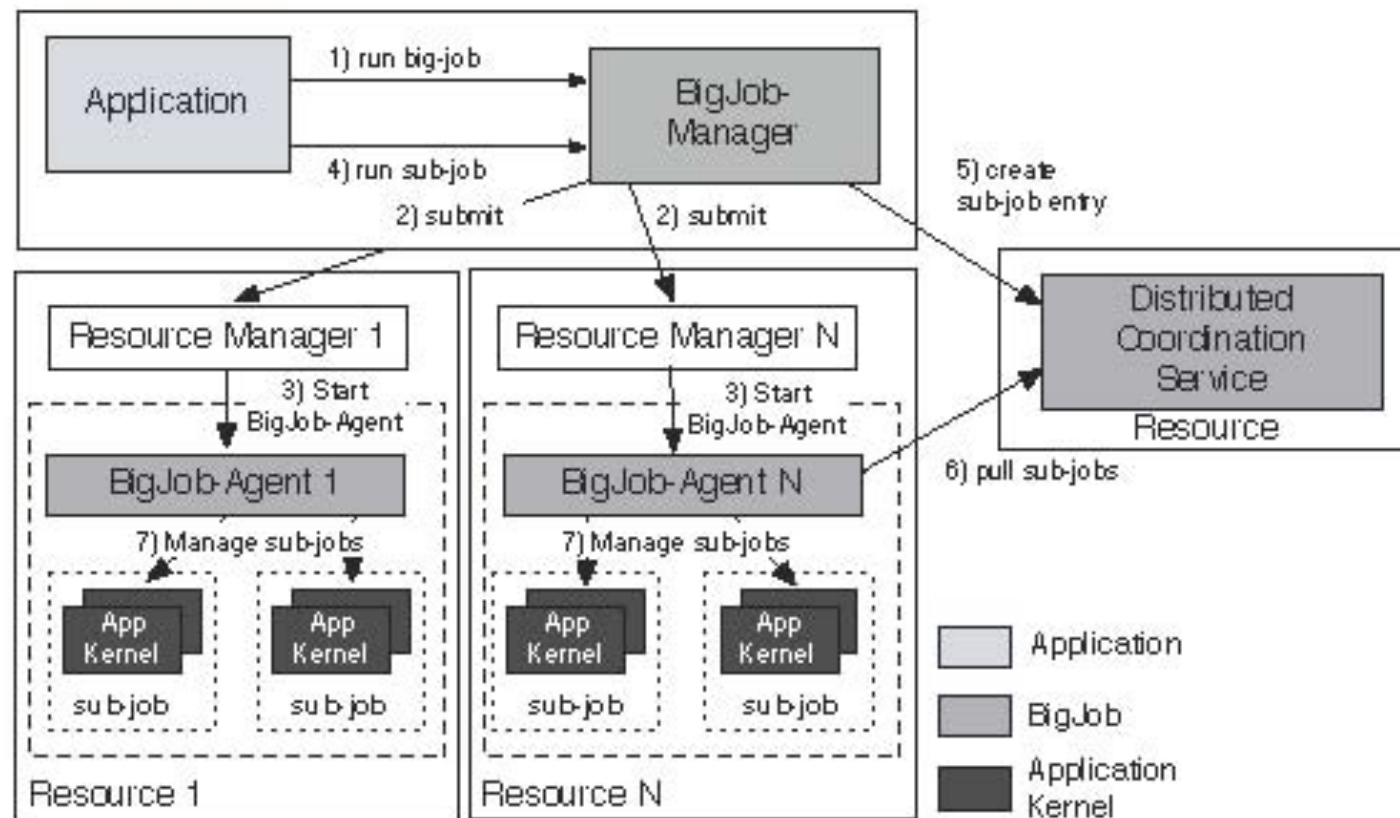 Application
1) run big-job
BigJob-
Manager
4) run sub-job
2) submit
2) submit
5) create
sub-job entry
Resource Manager 1
Resource Manager N
Distributed
Coordination
Service
Resource
3) Start
BigJob-Agent
3) Start
BigJob-Agent
BigJob-Agent 1
BigJob-Agent N
6) pull sub-jobs
7) Manage sub-jobs
7) Manage sub-jobs
App
Kernel
App
Kernel
App
Kernel
App
Kernel
sub-job
sub-job
sub-job
sub-job
Resource 1
Resource N
Application
BigJob
Application
Kernel